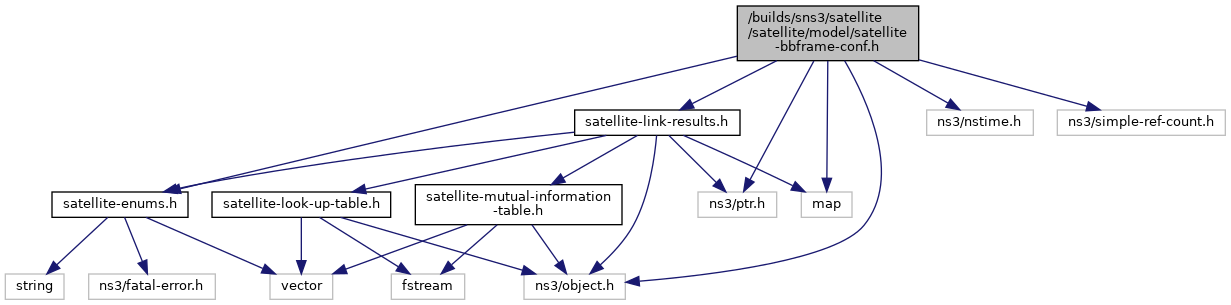 /builds/sns3/satellite
/satellite/model/satellite
-bbframe-conf.h
satellite-link-results.h
ns3/nstime.h
ns3/simple-ref-count.h
satellite-enums.h
satellite-look-up-table.h
satellite-mutual-information
-table.h
ns3/ptr.h
map
string
ns3/fatal-error.h
vector
fstream
ns3/object.h